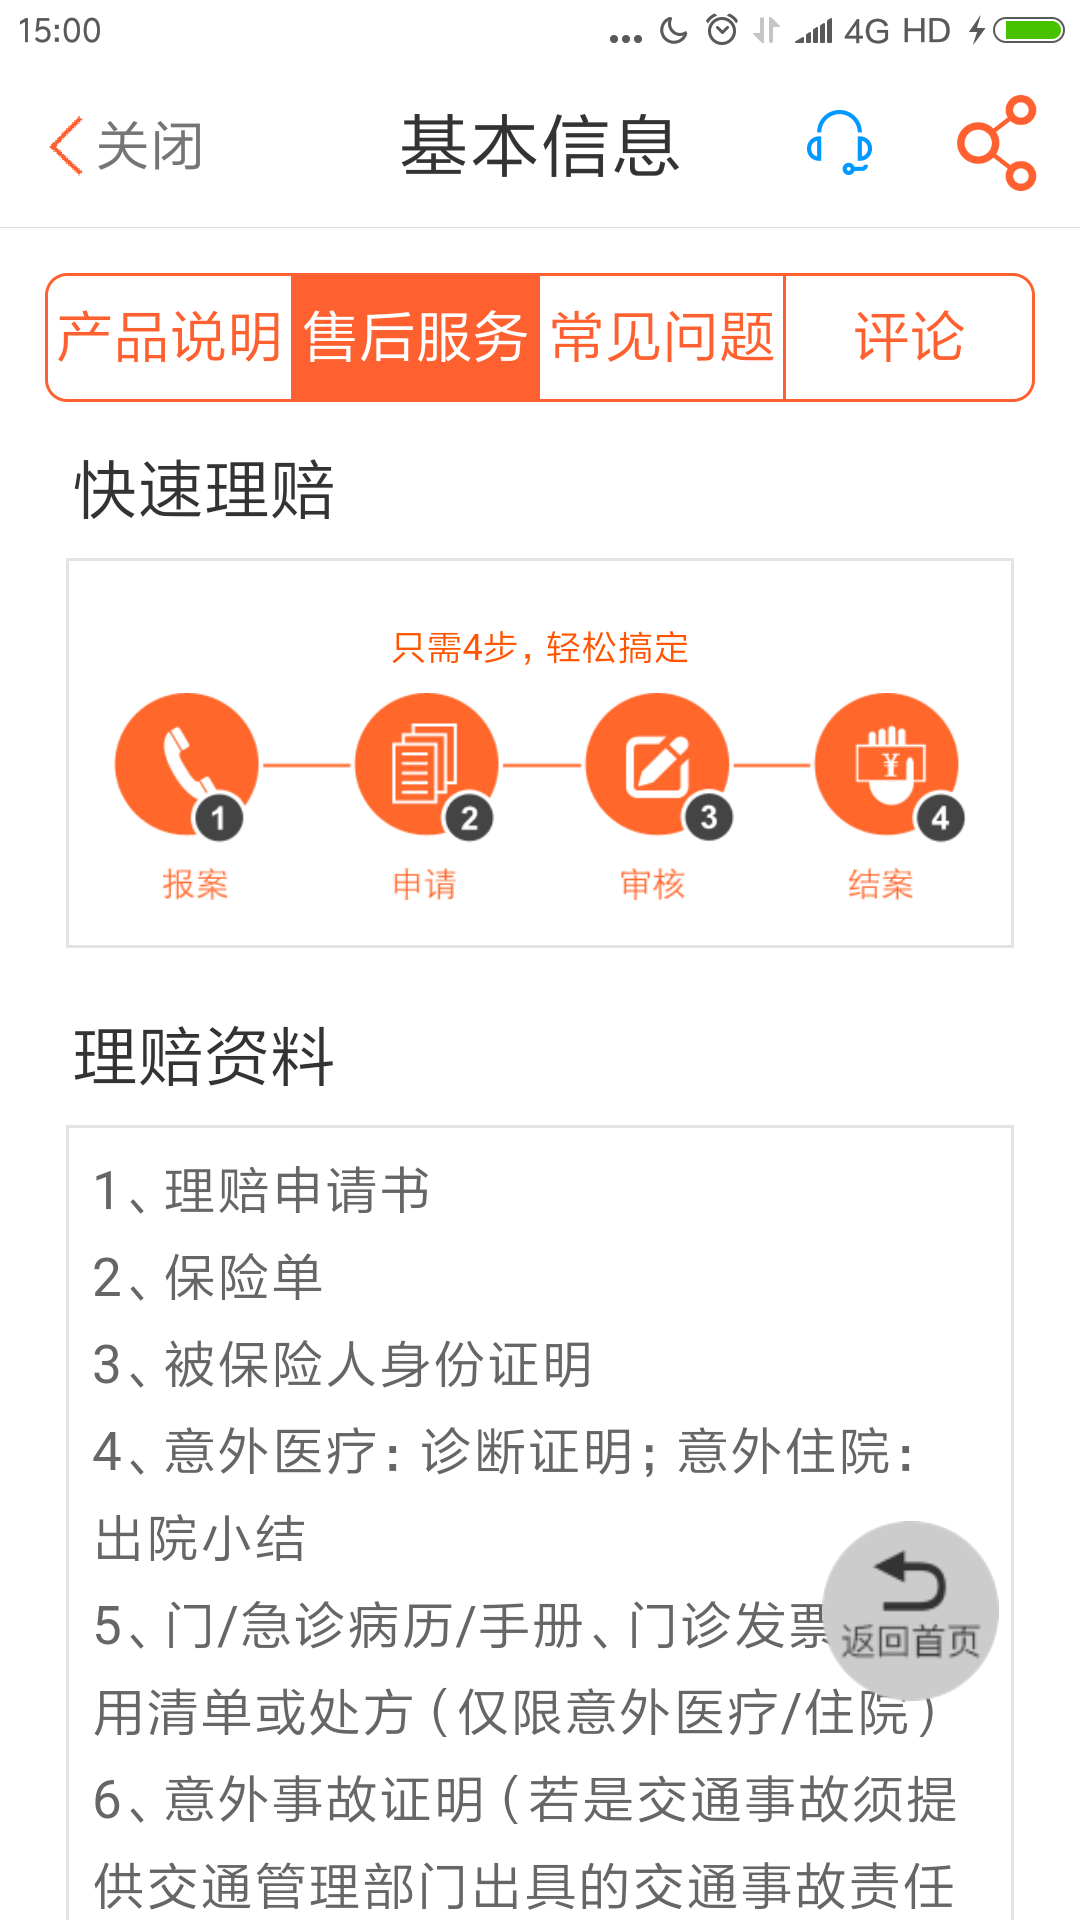 15:00 ... 4G HD
关闭 基本信息
产品说明 售后服务 常见问题 评论
快速理赔
只需4步，轻松搞定
1 2 3 4
报案 申请 审核 结案
理赔资料
1、理赔申请书
2、保险单
3、被保险人身份证明
4、意外医疗：诊断证明；意外住院：
出院小结
5、门/急诊病历/手册、门诊发票
返回首页
用清单或处方（仅限意外医疗/住院）
6、意外事故证明（若是交通事故须提
供交通管理部门出具的交通事故责任